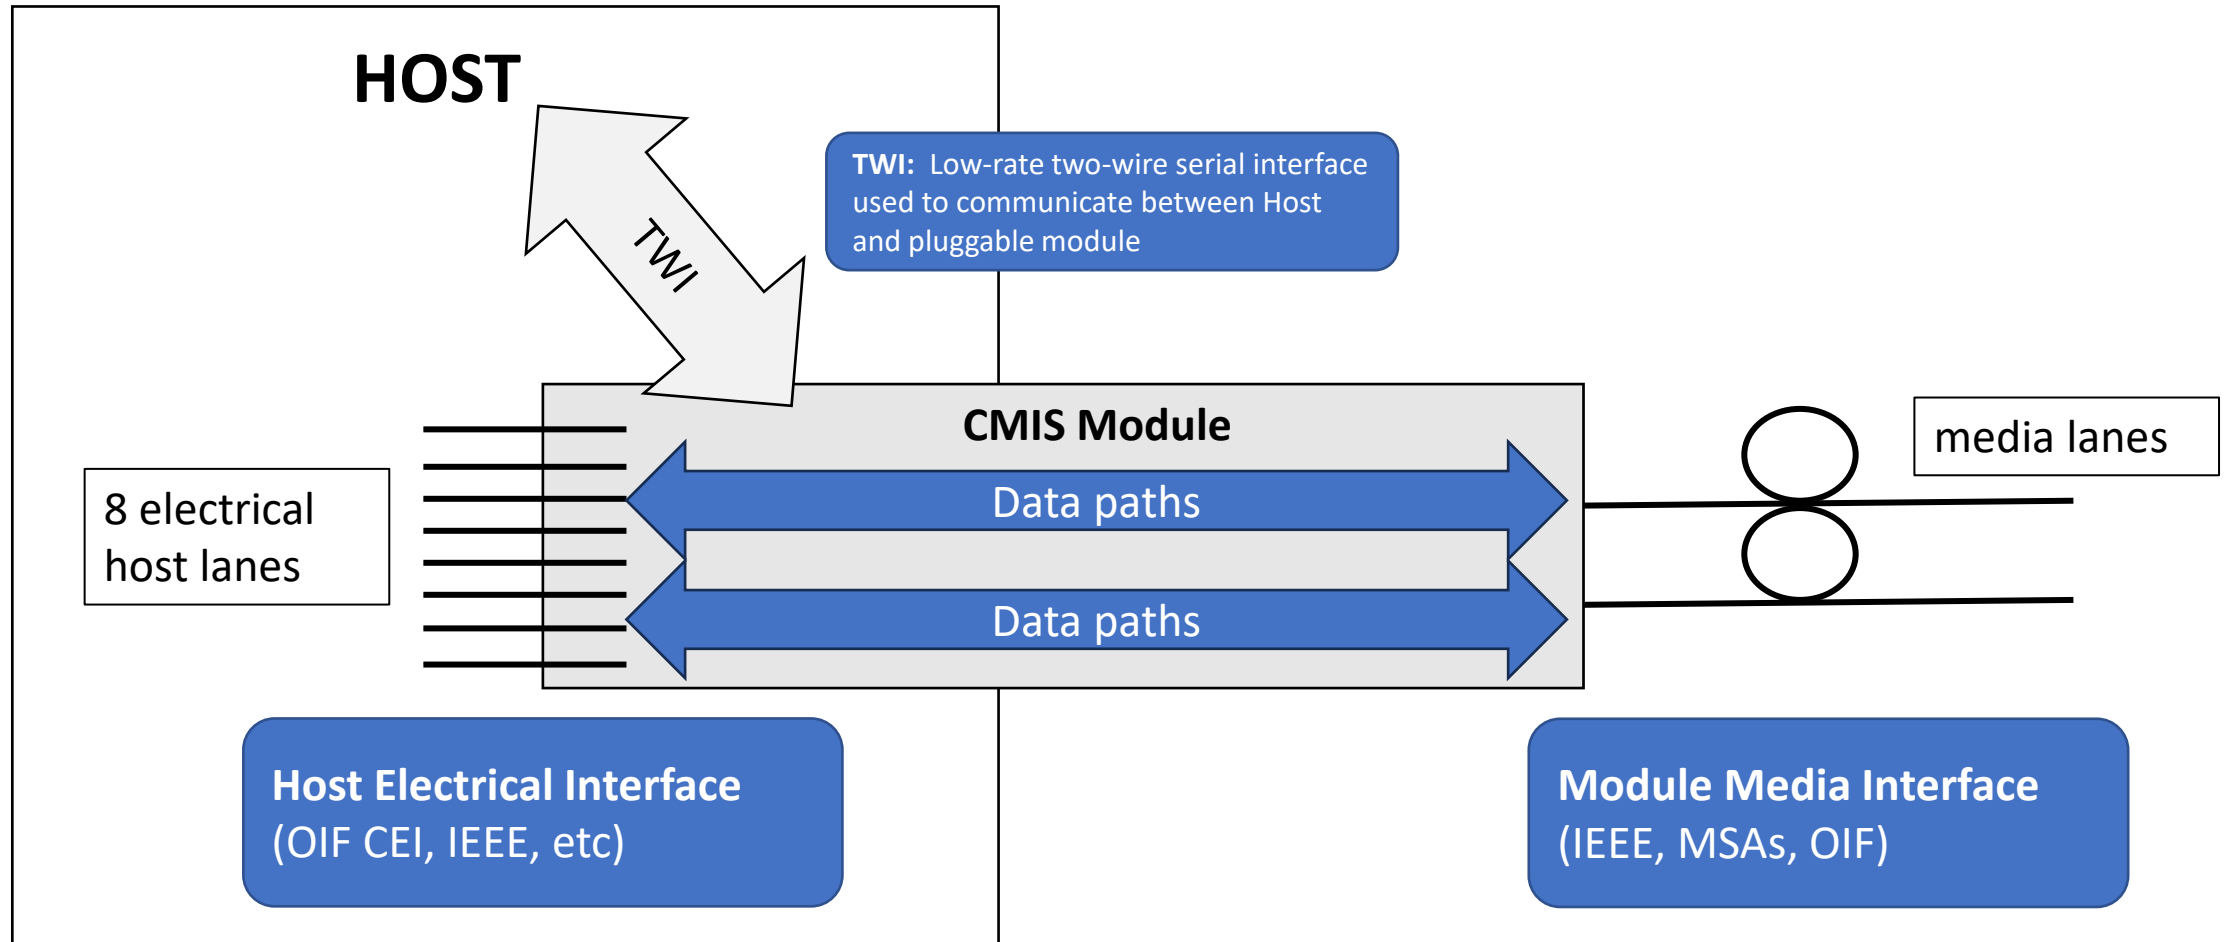 HOST
TWI:  Low-rate two-wire serial interface
used to communicate between Host
and pluggable module
TWI
CMIS Module
media lanes
8 electrical
host lanes
Data paths
Data paths
Host Electrical Interface
(OIF CEI, IEEE, etc)
Module Media Interface
(IEEE, MSAs, OIF)